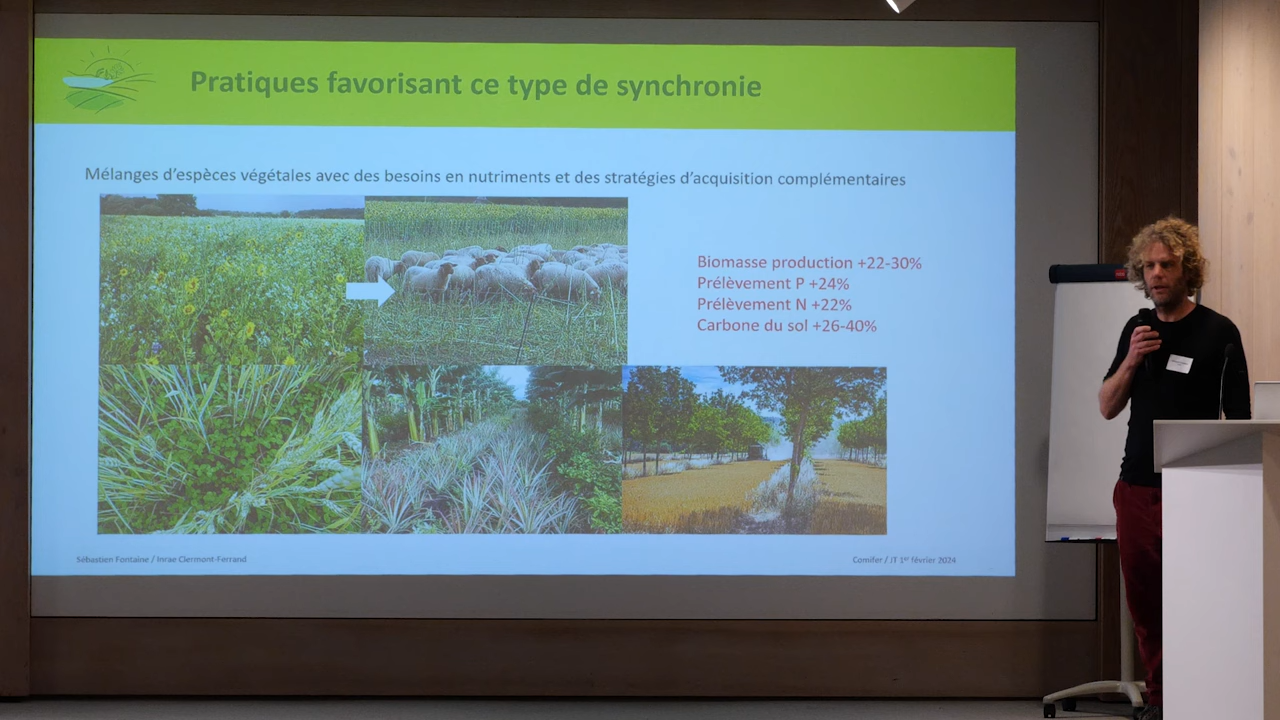 Pratiques favorisant ce type de synchronie
Mélanges d'espèces végétales avec des besoins en nutriments et des stratégies d'acquisition complémentaires
Biomasse production +22-30%
Prélèvement P +24%
Prélèvement N +22%
Carbone du sol +26-40%
Sébastien Fontaine / Inrae Clermont-Ferrand
Comifer / JT 1er février 2024